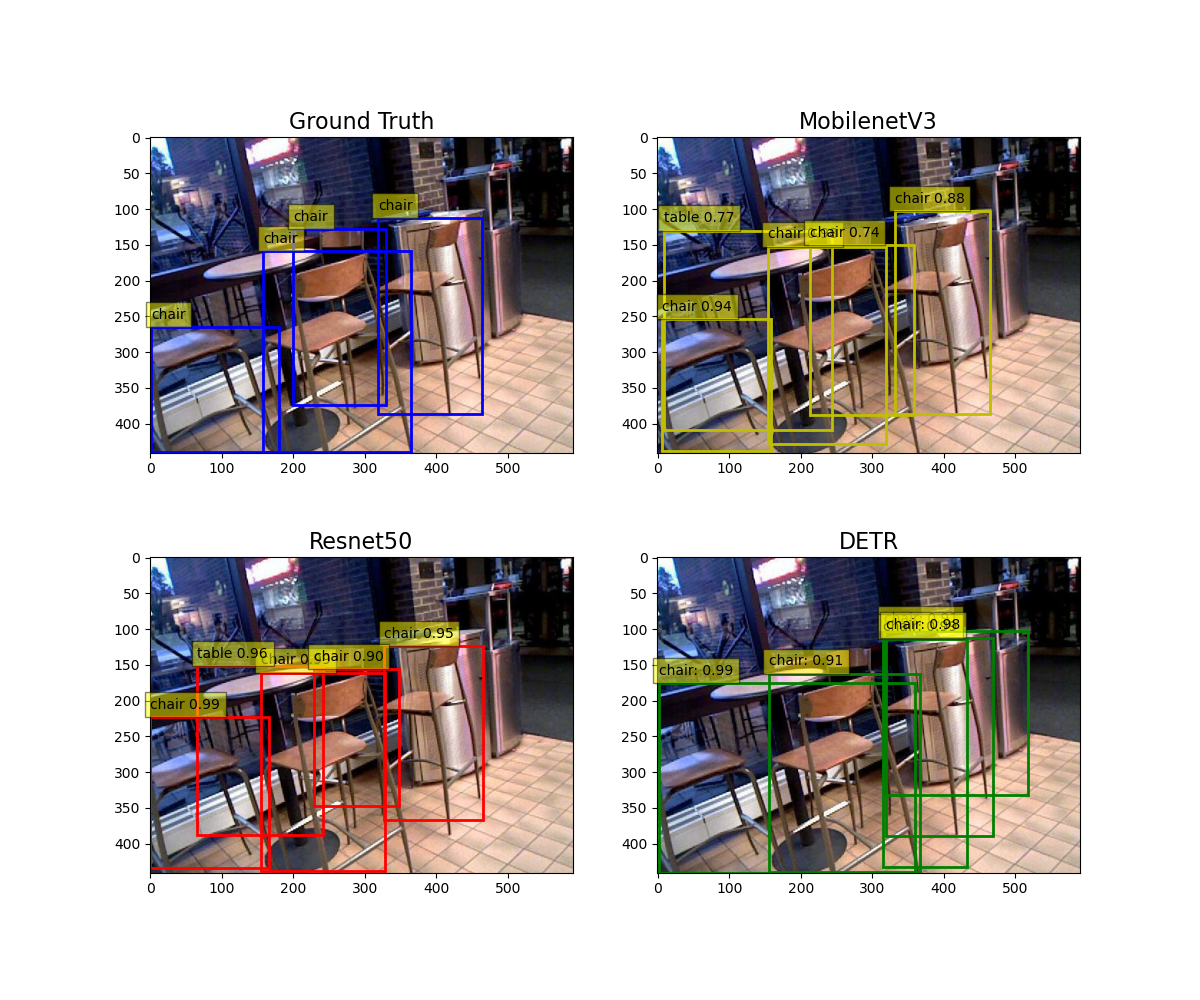 Ground Truth
MobilenetV3
0
50
100
150
200
250
300
350
400
0 100 200 300 400 500
chair
chair
chair
chair
0
50
100
150
200
250
300
350
400
0 100 200 300 400 500
chair 0.88
table 0.77
chair
chair 0.74
chair 0.94
Resnet50
DETR
0
50
100
150
200
250
300
350
400
0 100 200 300 400 500
chair 0.95
table 0.96
chair 0.90
chair 0.99
0
50
100
150
200
250
300
350
400
0 100 200 300 400 500
chair: 0.98
chair: 0.91
chair: 0.99